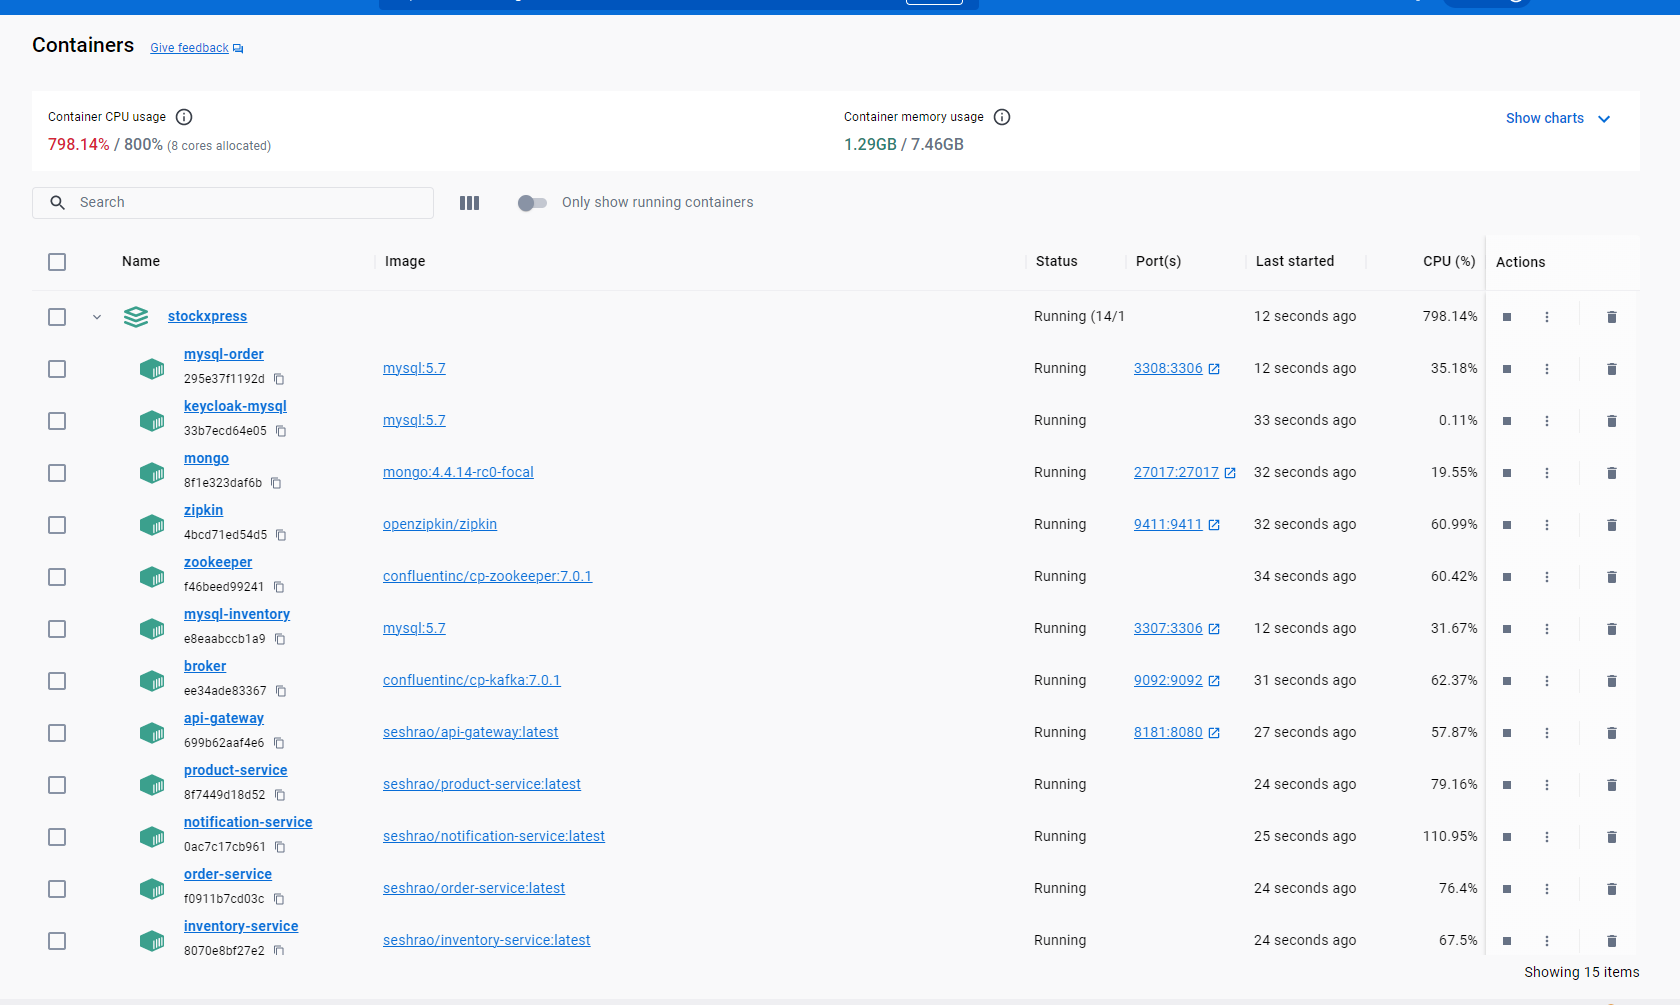 Containers Give feedback
Container CPU usage
798.14% / 800% (8 cores allocated)
Container memory usage
1.29GB / 7.46GB
Show charts
Search
Only show running containers
Name Image Status Port(s) Last started CPU (%) Actions
stockxpress Running (14/1 12 seconds ago 798.14%
mysql-order
295e37f1192d mysql:5.7 Running 3308:3306 12 seconds ago 35.18%
keycloak-mysql
33b7ecd64e05 mysql:5.7 Running 33 seconds ago 0.11%
mongo
8f1e323daf6b mongo:4.4.14-rc0-focal Running 27017:27017 32 seconds ago 19.55%
zipkin
4bcd71ed54d5 openzipkin/zipkin Running 9411:9411 32 seconds ago 60.99%
zookeeper
f46beed99241 confluentinc/cp-zookeeper:7.0.1 Running 34 seconds ago 60.42%
mysql-inventory
e8eaabccb1a9 mysql:5.7 Running 3307:3306 12 seconds ago 31.67%
broker
ee34ade83367 confluentinc/cp-kafka:7.0.1 Running 9092:9092 31 seconds ago 62.37%
api-gateway
699b62aaf4e6 seshrao/api-gateway:latest Running 8181:8080 27 seconds ago 57.87%
product-service
8f7449d18d52 seshrao/product-service:latest Running 24 seconds ago 79.16%
notification-service
0ac7c17cb961 seshrao/notification-service:latest Running 25 seconds ago 110.95%
order-service
f0911b7cd03c seshrao/order-service:latest Running 24 seconds ago 76.4%
inventory-service
8070e8bf27e2 seshrao/inventory-service:latest Running 24 seconds ago 67.5%
Showing 15 items